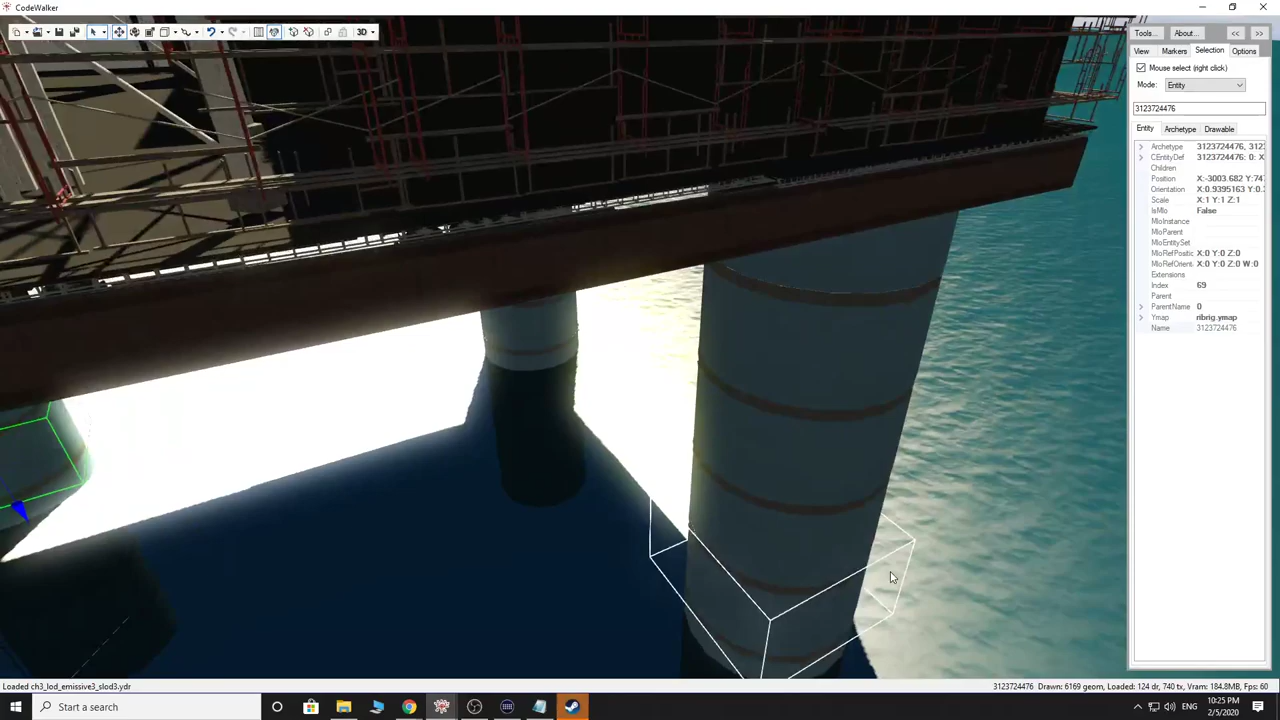 CodeWalker
3D
Tools...
About...
<<
>>
View
Markers
Selection
Options
Mouse select (right click)
Mode:
Entity
3123724476
Entity
Archetype
Drawable
Archetype 3123724476, 312
CEntityDef 3123724476: 0: X
Children
Position X:-3003.682 Y:74
Orientation X:0.9395163 Y:0.
Scale X:1 Y:1 Z:1
IsMlo False
MloInstance
MloParent
MloEntitySet
MloRefPositic X:0 Y:0 Z:0
MloRefOrient X:0 Y:0 Z:0 W:0
Extensions
Index 69
Parent
ParentName 0
Ymap ribrig.ymap
Name 3123724476
Loaded ch3_lod_emissive3_slod3.ydr
3123724476 Drawn: 6169 geom, Loaded: 124 dr, 740 tx, Vram: 184.8MB, Fps: 60
Start a search
ENG
10:25 PM
2/5/2020